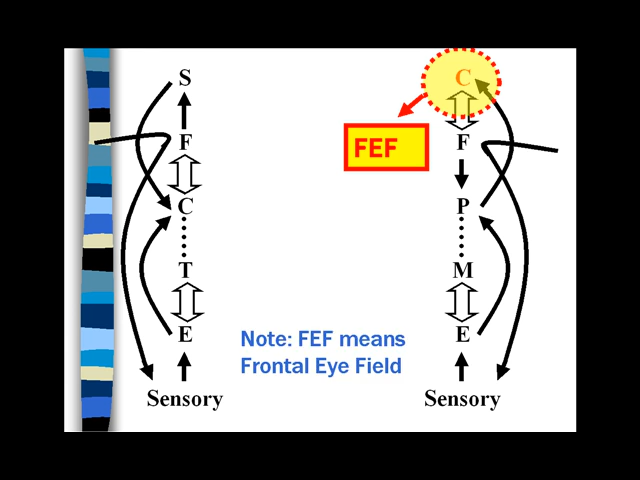 S
C
F
FEF
F
C
P
T
M
E
E
Note: FEF means
Frontal Eye Field
Sensory
Sensory